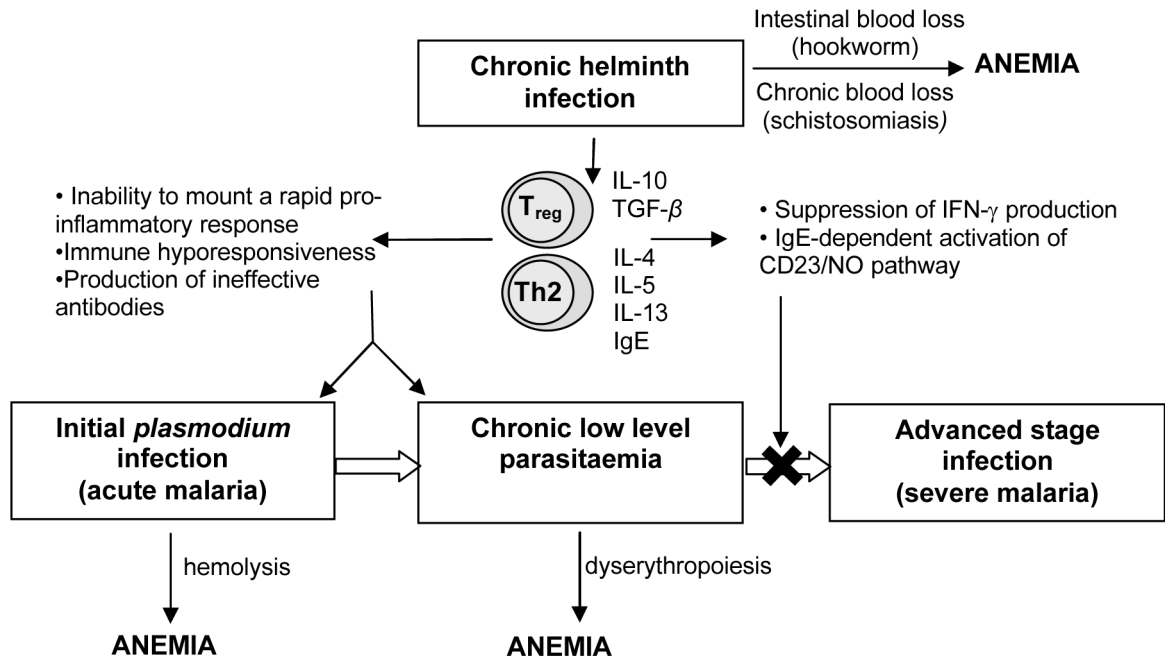 Chronic helminth
infection
Intestinal blood loss
(hookworm)
ANEMIA
Chronic blood loss
(schistosomiasis)
• Inability to mount a rapid pro-
inflammatory response
•Immune hyporesponsiveness
•Production of ineffective
antibodies
Treg
Th2
IL-10
TGF-β
IL-4
IL-5
IL-13
IgE
• Suppression of IFN-γ production
• IgE-dependent activation of
CD23/NO pathway
Initial plasmodium
infection
(acute malaria)
Chronic low level
parasitaemia
Advanced stage
infection
(severe malaria)
hemolysis
dyserythropoiesis
ANEMIA
ANEMIA